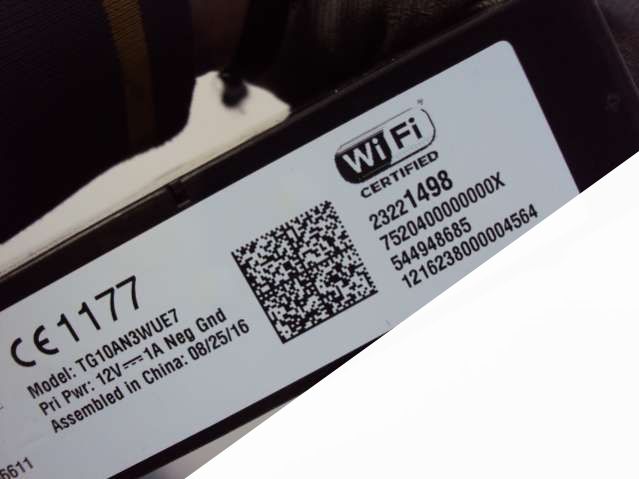 WiFi
CERTIFIED
23221498
7520400000000X
544948685
1216238000004564
CE1177
Model: TG10AN3WUE7
Pri Pwr: 12V⎓1A Neg Gnd
Assembled in China: 08/25/16
6611